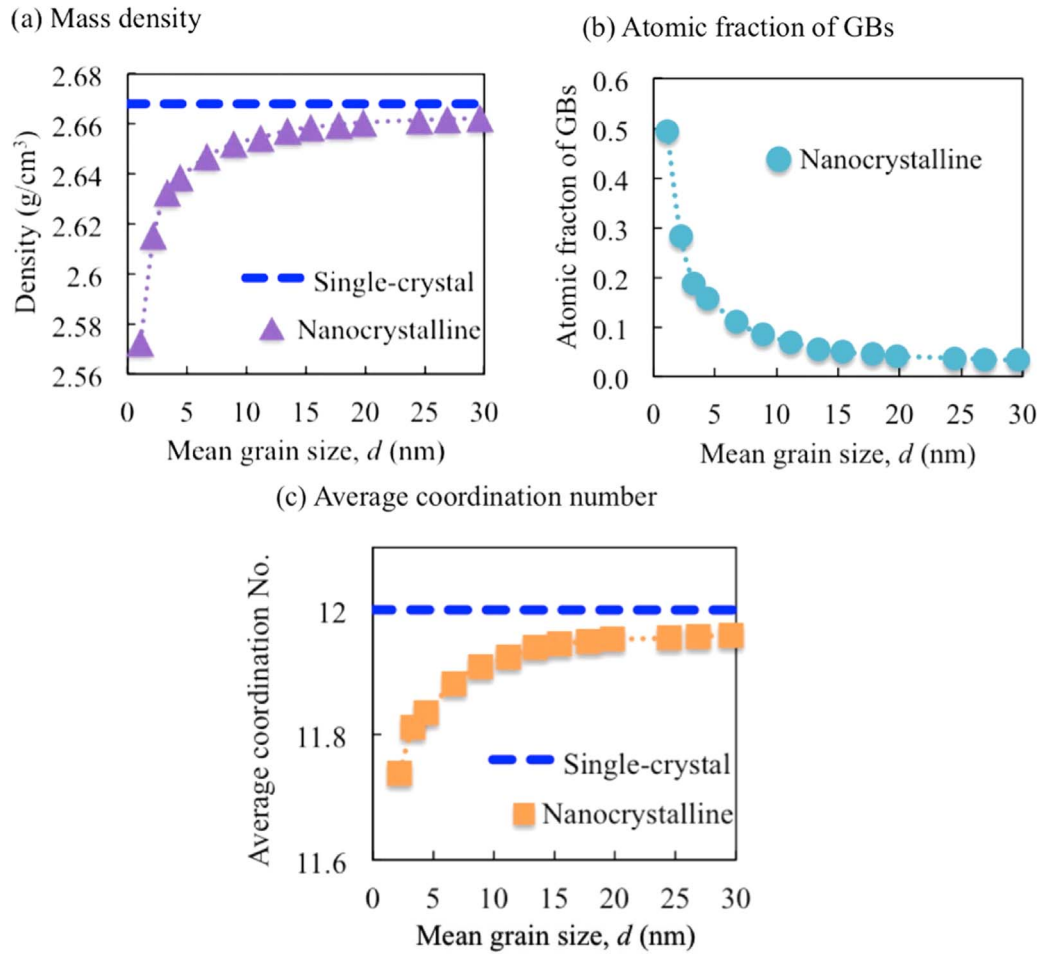 (a) Mass density
Density (g/cm³)
2.68
2.66
2.64
2.62
2.6
2.58
2.56
Single-crystal
Nanocrystalline
0 5 10 15 20 25 30
Mean grain size, d (nm)
(b) Atomic fraction of GBs
Atomic fracton of GBs
0.6
0.5
0.4
0.3
0.2
0.1
0.0
Nanocrystalline
0 5 10 15 20 25 30
Mean grain size, d (nm)
(c) Average coordination number
Average coordination No.
12
11.8
11.6
Single-crystal
Nanocrystalline
0 5 10 15 20 25 30
Mean grain size, d (nm)